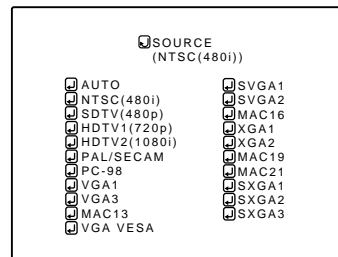 SOURCE
(NTSC(480i))
AUTO
NTSC(480i)
SDTV(480p)
HDTV1(720p)
HDTV2(1080i)
PAL/SECAM
PC-98
VGA1
VGA3
MAC13
VGA VESA
SVGA1
SVGA2
MAC16
XGA1
XGA2
MAC19
MAC21
SXGA1
SXGA2
SXGA3